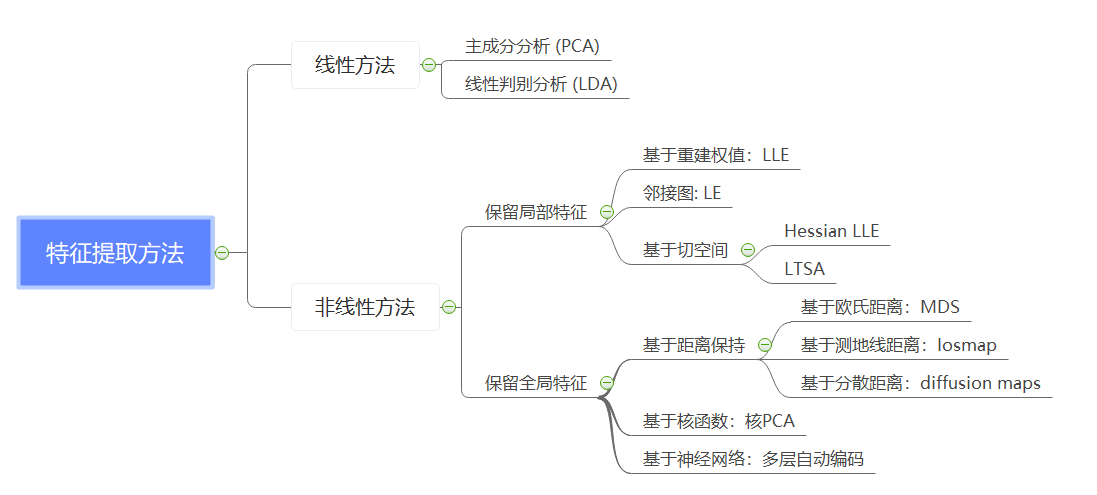 特征提取方法
线性方法
主成分分析 (PCA)
线性判别分析 (LDA)
非线性方法
保留局部特征
基于重建权值：LLE
邻接图: LE
基于切空间
Hessian LLE
LTSA
保留全局特征
基于距离保持
基于欧氏距离：MDS
基于测地线距离：Iosmap
基于分散距离：diffusion maps
基于核函数：核PCA
基于神经网络：多层自动编码